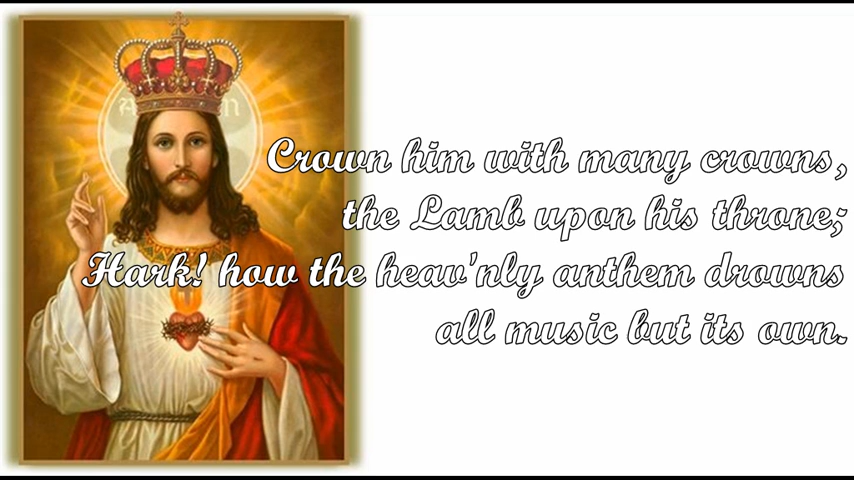 Crown him with many crowns,
the Lamb upon his throne;
Hark! how the heav'nly anthem drowns
all music but its own.